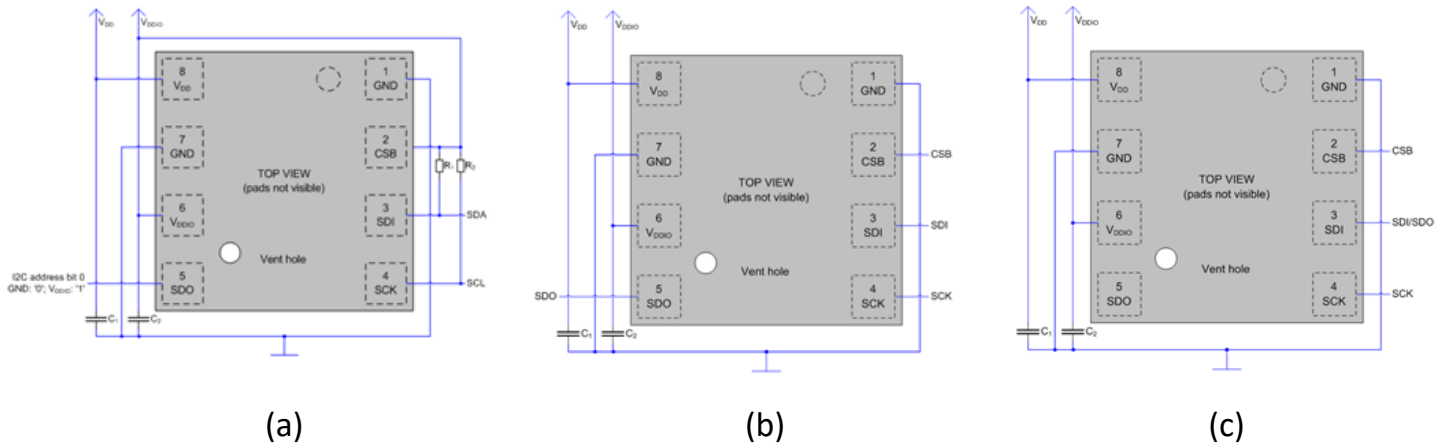 VDD
VDDIO
8
VDD
1
GND
7
GND
2
CSB
R1
R2
TOP VIEW
(pads not visible)
6
VDDIO
3
SDI
SDA
Vent hole
I2C address bit 0
GND: '0'; VDDIO: '1'
5
SDO
4
SCK
SCL
C1
C2
(a)
VDD
VDDIO
8
VDD
1
GND
7
GND
2
CSB
CSB
TOP VIEW
(pads not visible)
6
VDDIO
3
SDI
SDI
Vent hole
SDO
5
SDO
4
SCK
SCK
C1
C2
(b)
VDD
VDDIO
8
VDD
1
GND
7
GND
2
CSB
CSB
TOP VIEW
(pads not visible)
6
VDDIO
3
SDI
SDI/SDO
Vent hole
5
SDO
4
SCK
SCK
C1
C2
(c)